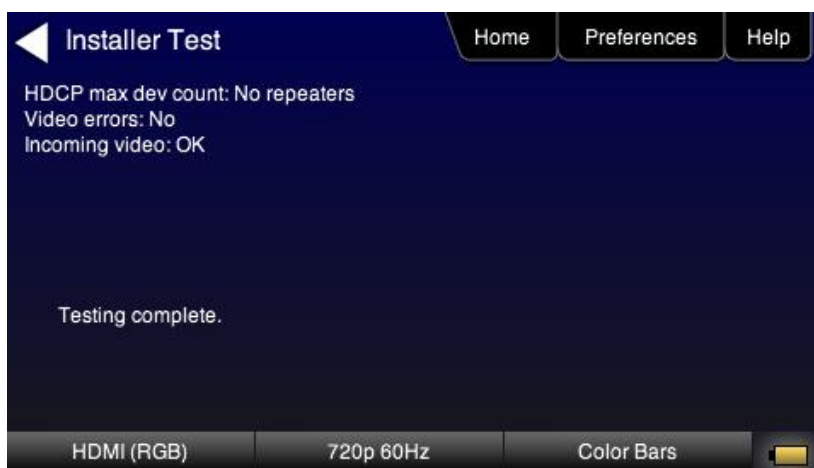 Installer Test
Home
Preferences
Help
HDCP max dev count: No repeaters
Video errors: No
Incoming video: OK
Testing complete.
HDMI (RGB)
720p 60Hz
Color Bars